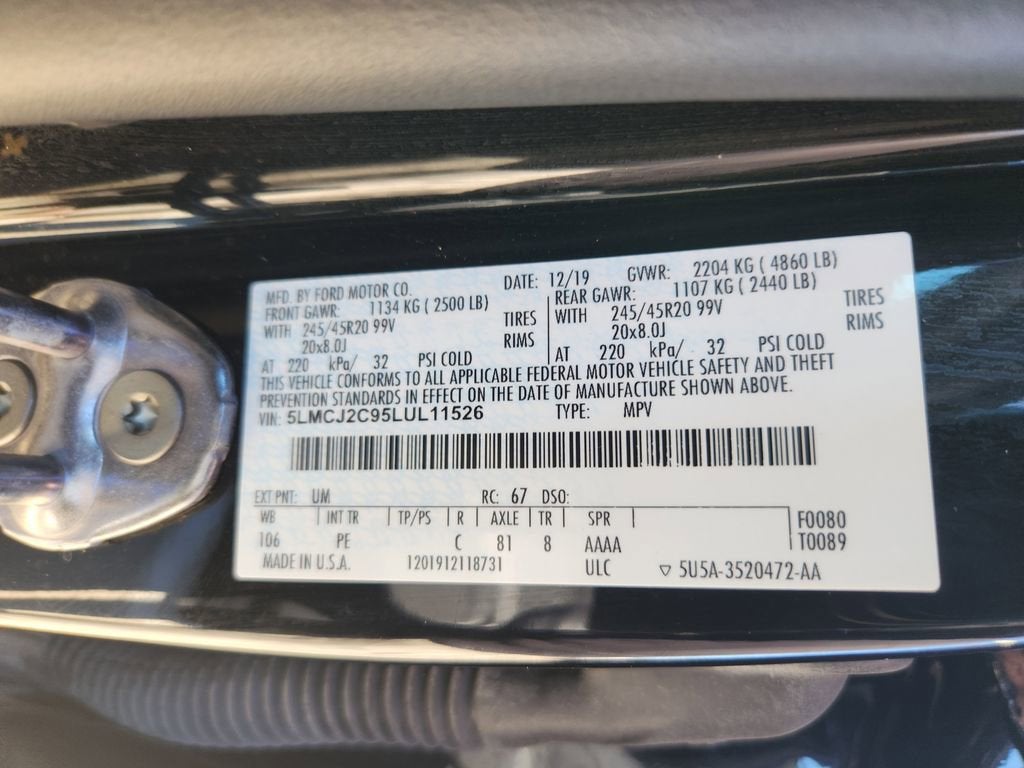 MFD. BY FORD MOTOR CO. DATE: 12/19 GVWR: 2204 KG ( 4860 LB)
FRONT GAWR: 1134 KG ( 2500 LB) REAR GAWR: 1107 KG ( 2440 LB)
WITH 245/45R20 99V TIRES WITH 245/45R20 99V TIRES
20x8.0J RIMS 20x8.0J RIMS
AT 220 kPa/ 32 PSI COLD AT 220 kPa/ 32 PSI COLD
THIS VEHICLE CONFORMS TO ALL APPLICABLE FEDERAL MOTOR VEHICLE SAFETY AND THEFT
PREVENTION STANDARDS IN EFFECT ON THE DATE OF MANUFACTURE SHOWN ABOVE.
VIN: 5LMCJ2C95LUL11526 TYPE: MPV
EXT PNT: UM RC: 67 DSO:
WB INT TR TP/PS R AXLE TR SPR F0080
106 PE C 81 8 AAAA T0089
MADE IN U.S.A. 1201912118731 ULC ▽ 5U5A-3520472-AA